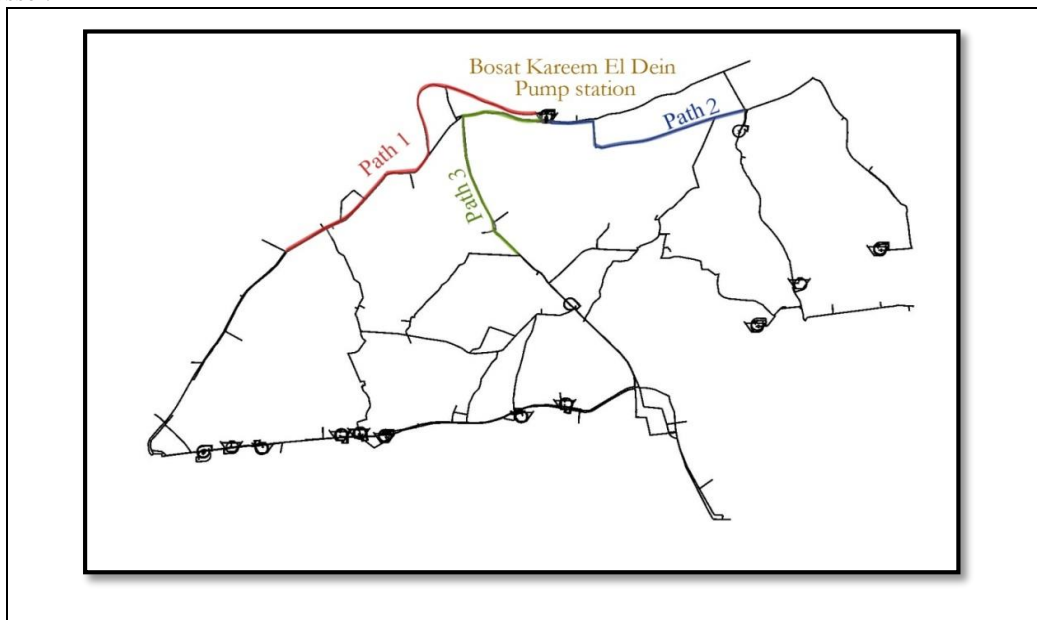 Bosat Kareem El Dein
Pump station
Path 1
Path 2
Path 3